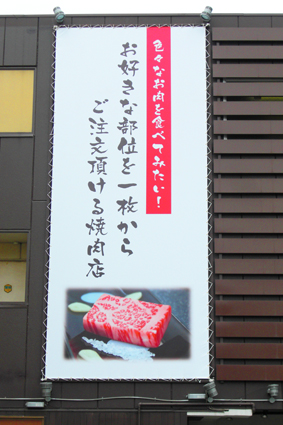 色々なお肉を食べてみたい！
お好きな部位を一枚から
ご注文頂ける焼肉店